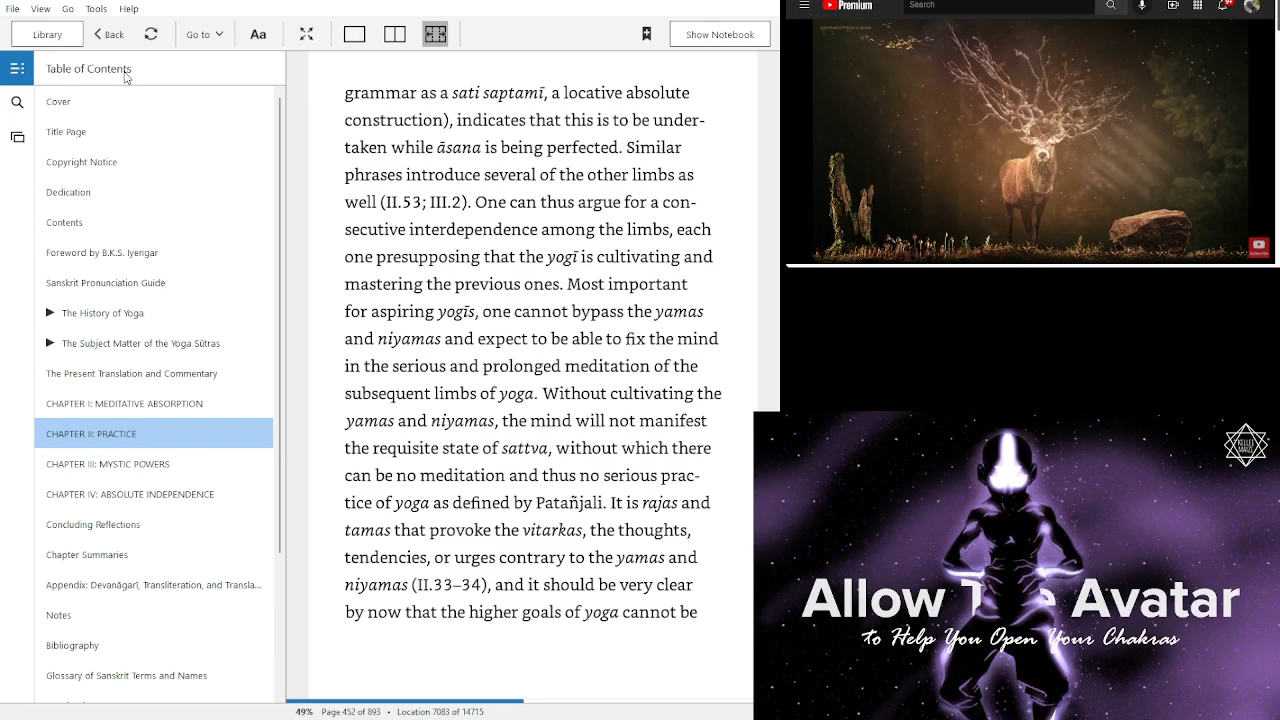 File View Go Tools Help
Library
Back
Go to
Aa
Show Notebook
Table of Contents
Cover
Title Page
Copyright Notice
Dedication
Contents
Foreword by B.K.S. Iyengar
Sanskrit Pronunciation Guide
The History of Yoga
The Subject Matter of the Yoga Sūtras
The Present Translation and Commentary
CHAPTER I: MEDITATIVE ABSORPTION
CHAPTER II: PRACTICE
CHAPTER III: MYSTIC POWERS
CHAPTER IV: ABSOLUTE INDEPENDENCE
Concluding Reflections
Chapter Summaries
Appendix: Devanāgarī, Transliteration, and Transla...
Notes
Bibliography
Glossary of Sanskrit Terms and Names
grammar as a sati saptamī, a locative absolute
construction), indicates that this is to be under-
taken while āsana is being perfected. Similar
phrases introduce several of the other limbs as
well (II.53; III.2). One can thus argue for a con-
secutive interdependence among the limbs, each
one presupposing that the yogī is cultivating and
mastering the previous ones. Most important
for aspiring yogīs, one cannot bypass the yamas
and niyamas and expect to be able to fix the mind
in the serious and prolonged meditation of the
subsequent limbs of yoga. Without cultivating the
yamas and niyamas, the mind will not manifest
the requisite state of sattva, without which there
can be no meditation and thus no serious prac-
tice of yoga as defined by Patañjali. It is rajas and
tamas that provoke the vitarkas, the thoughts,
tendencies, or urges contrary to the yamas and
niyamas (II.33–34), and it should be very clear
by now that the higher goals of yoga cannot be
49% Page 452 of 893 • Location 7083 of 14715
Premium
Search
9+
Subscribe
Allow T e Avatar
to Help You Open Your Chakras